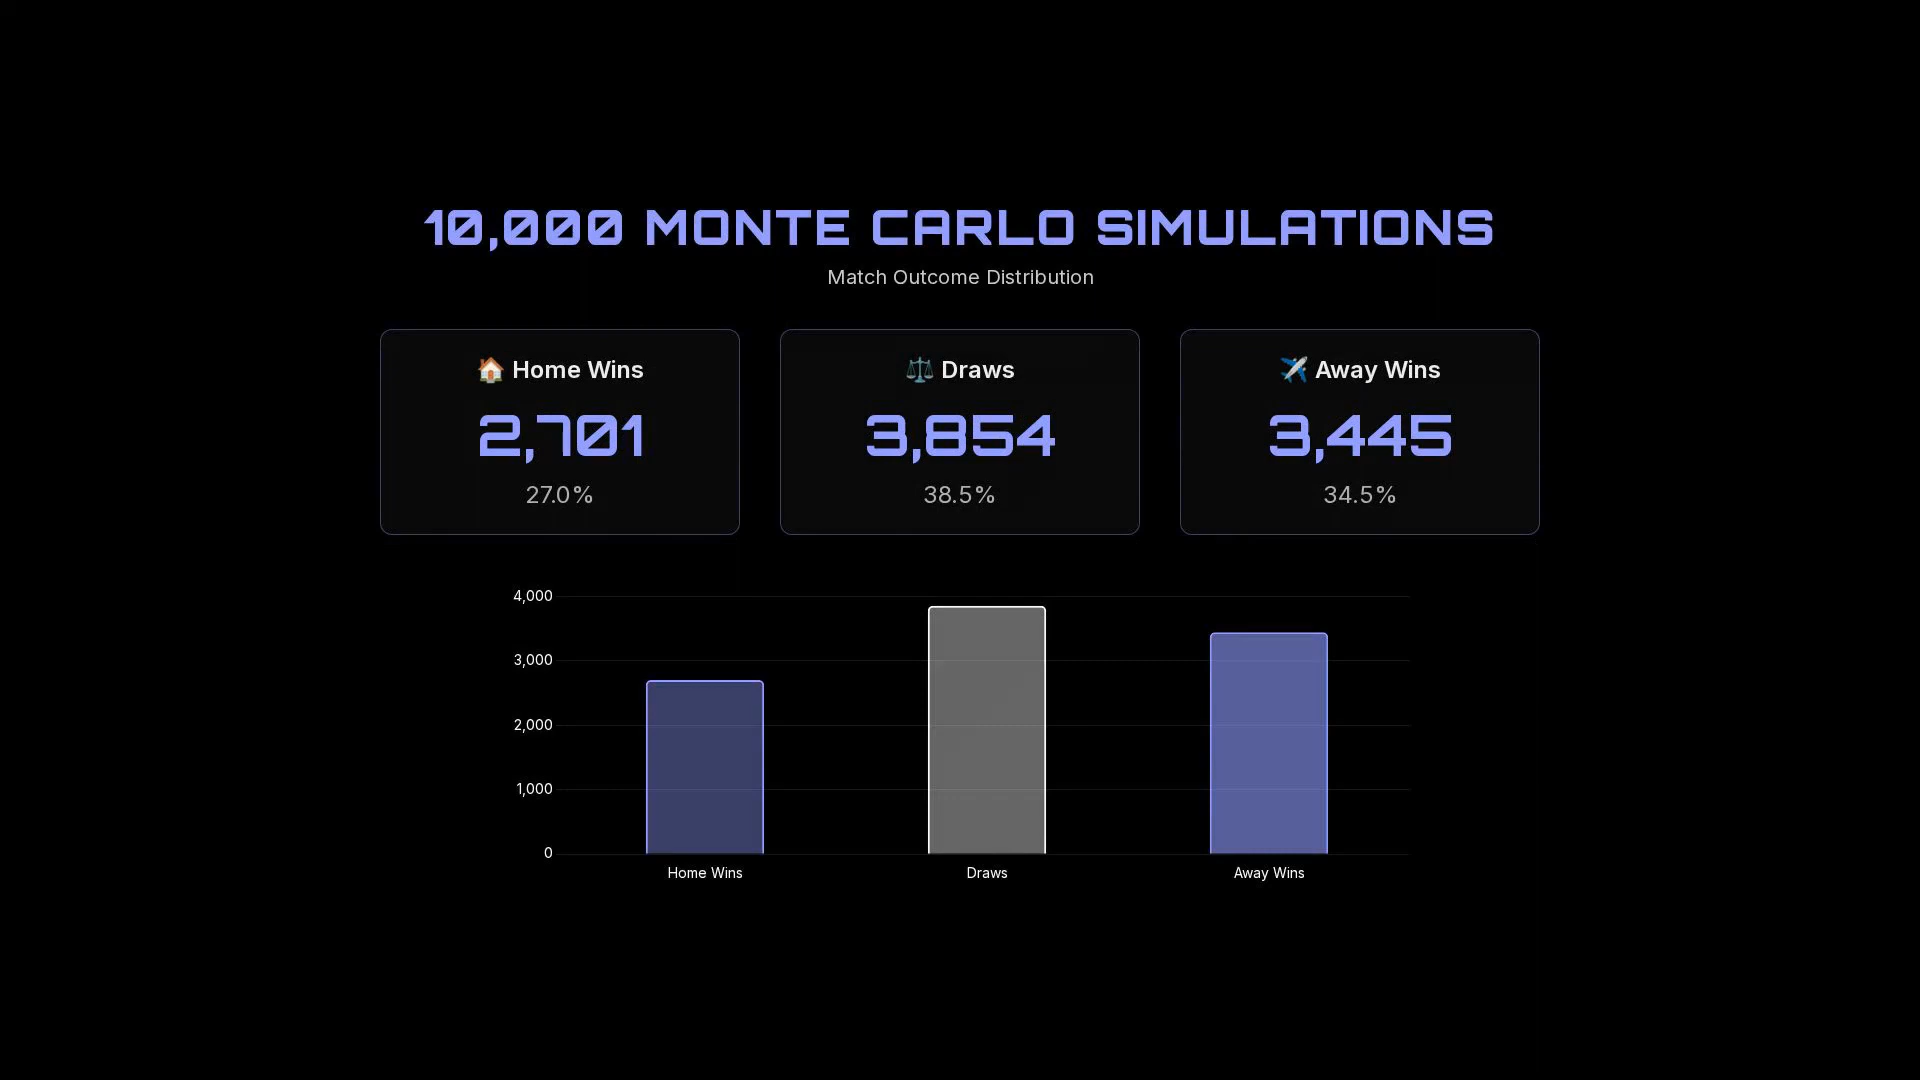 10,000 MONTE CARLO SIMULATIONS
Match Outcome Distribution
🏠 Home Wins
2,701
27.0%
⚖️ Draws
3,854
38.5%
✈️ Away Wins
3,445
34.5%
4,000
3,000
2,000
1,000
0
Home Wins
Draws
Away Wins